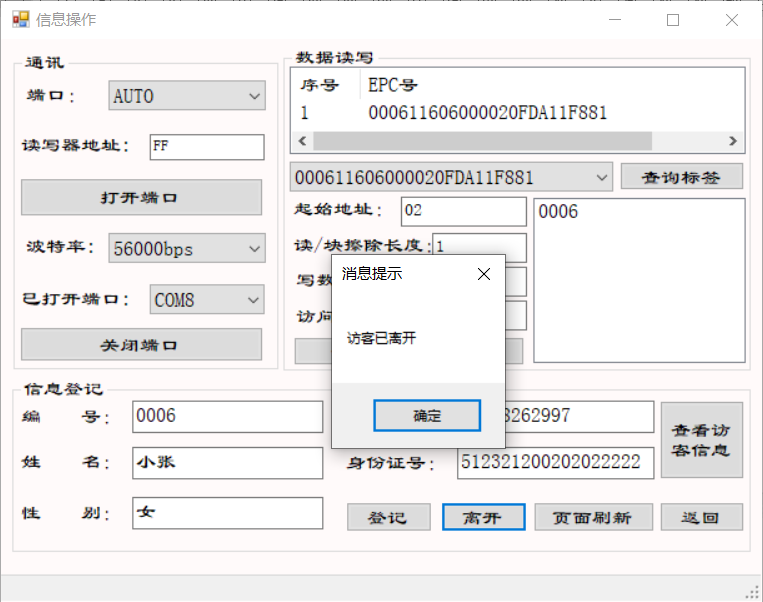 信息操作
通讯
端口： AUTO
读写器地址： FF
打开端口
波特率： 56000bps
已打开端口： COM8
关闭端口
数据读写
序号 EPC号
1 000611606000020FDA11F881
000611606000020FDA11F881 查询标签
起始地址： 02
0006
读/块擦除长度： 1
写数
访问
消息提示
访客已离开
确定
信息登记
编 号： 0006
3262997
查看访
客信息
姓 名： 小张
身份证号： 512321200202022222
性 别： 女
登记 离开 页面刷新 返回